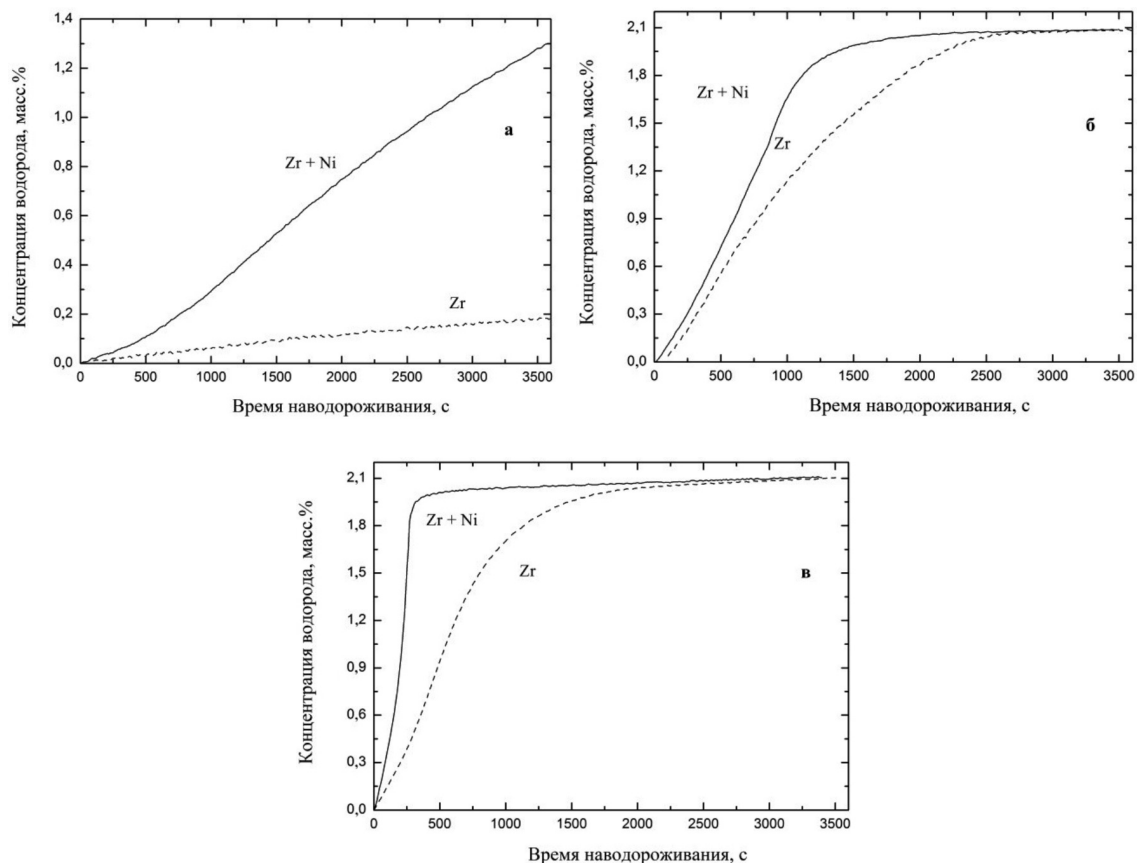 Концентрация водорода, масс.%
1,4
1,2
1,0
0,8
0,6
0,4
0,2
0,0
Zr + Ni
Zr
а
0 500 1000 1500 2000 2500 3000 3500
Время наводороживания, с
Концентрация водорода, масс.%
2,1
1,8
1,5
1,2
0,9
0,6
0,3
0,0
Zr + Ni
Zr
б
0 500 1000 1500 2000 2500 3000 3500
Время наводороживания, с
Концентрация водорода, масс.%
2,1
1,8
1,5
1,2
0,9
0,6
0,3
0,0
Zr + Ni
Zr
в
0 500 1000 1500 2000 2500 3000 3500
Время наводороживания, с